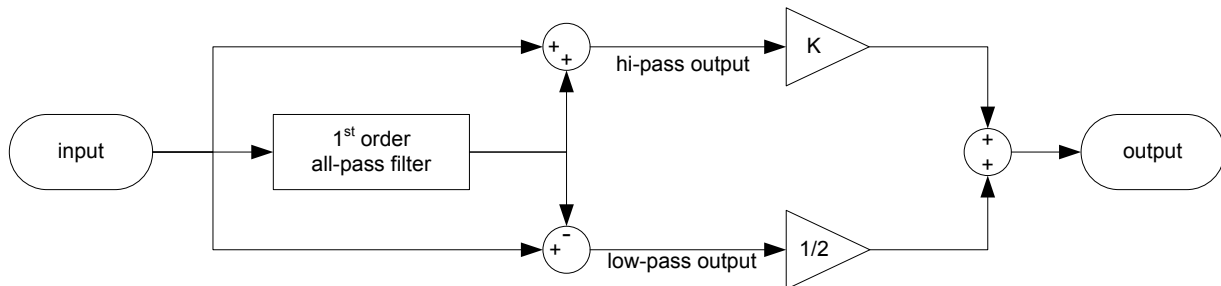 input
1st order
all-pass filter
+
+
hi-pass output
K
+
-
low-pass output
1/2
+
+
output